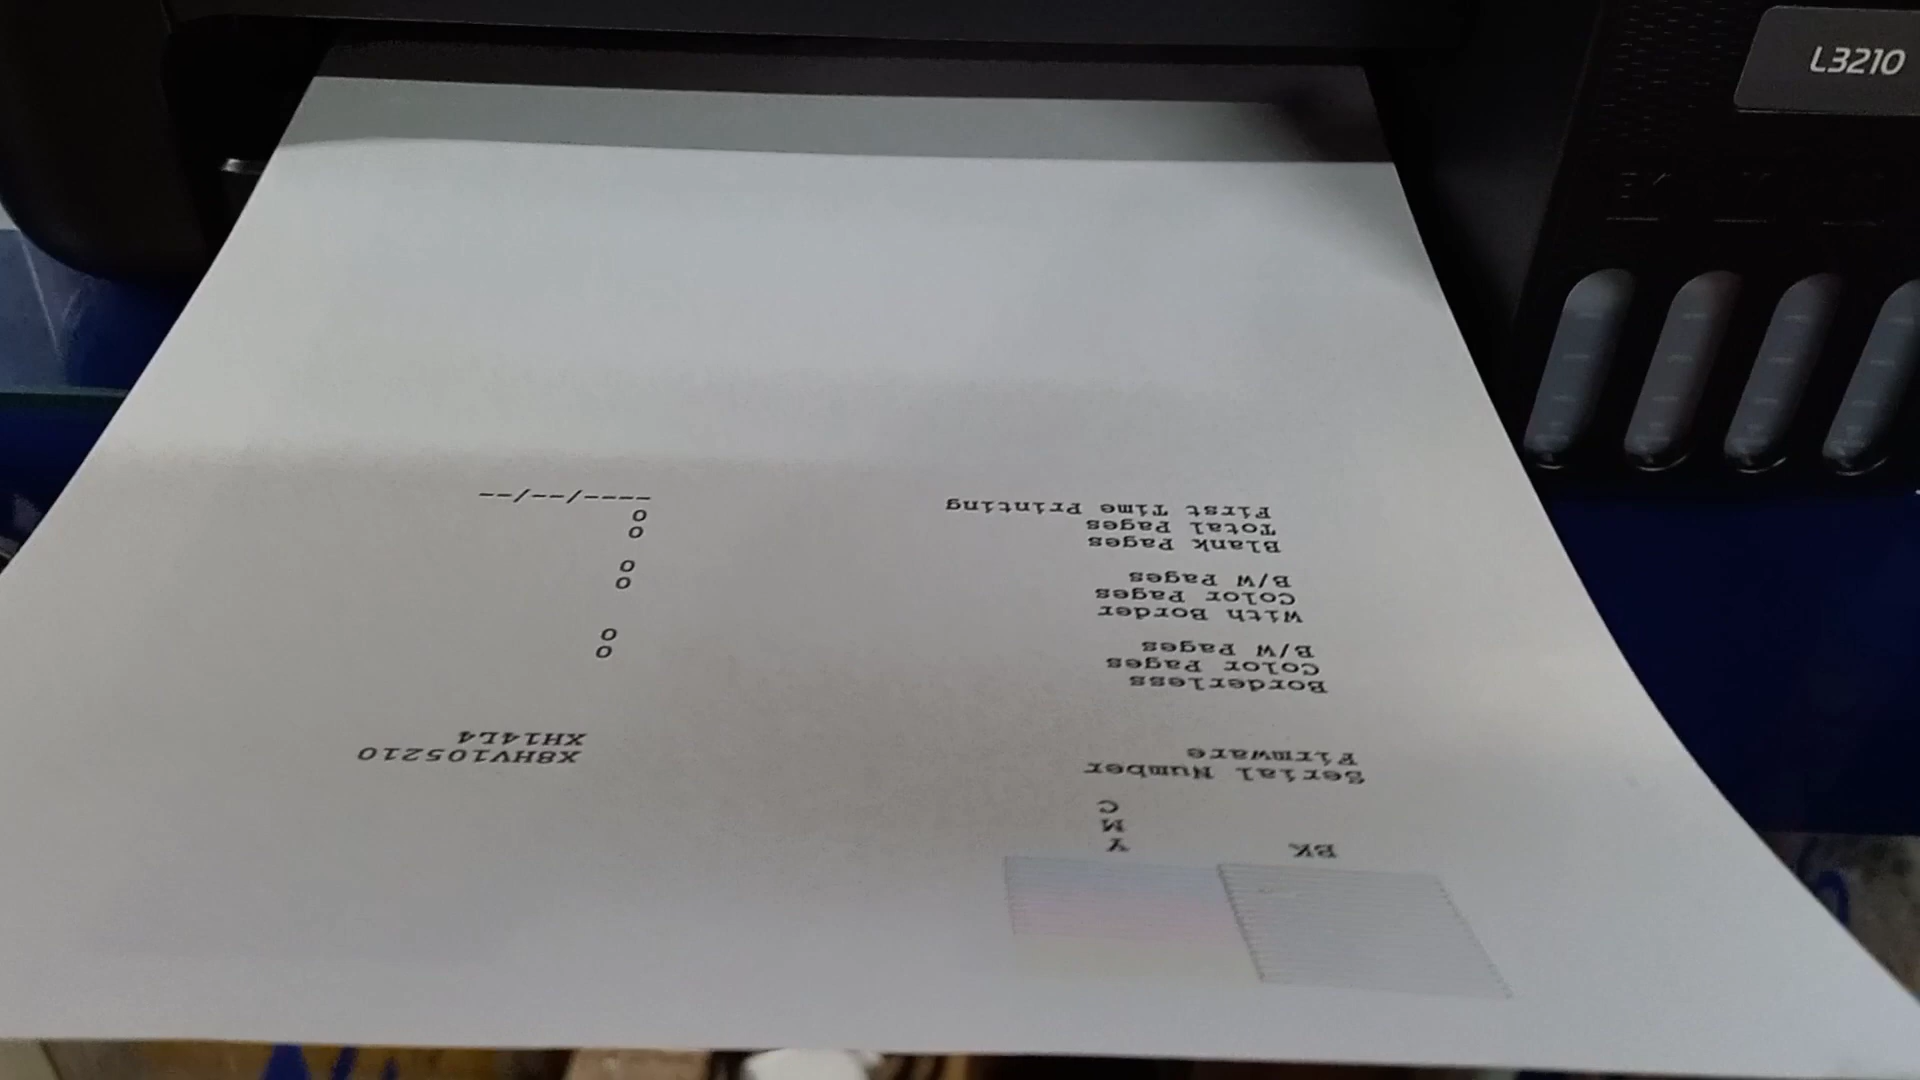 L3210
BK Y
M
C
Serial Number X8HV105210
Firmware XH14L4
Borderless
Color Pages 0
B/W Pages 0
With Border
Color Pages 0
B/W Pages 0
Blank Pages 0
Total Pages 0
First Time Printing ----/--/--